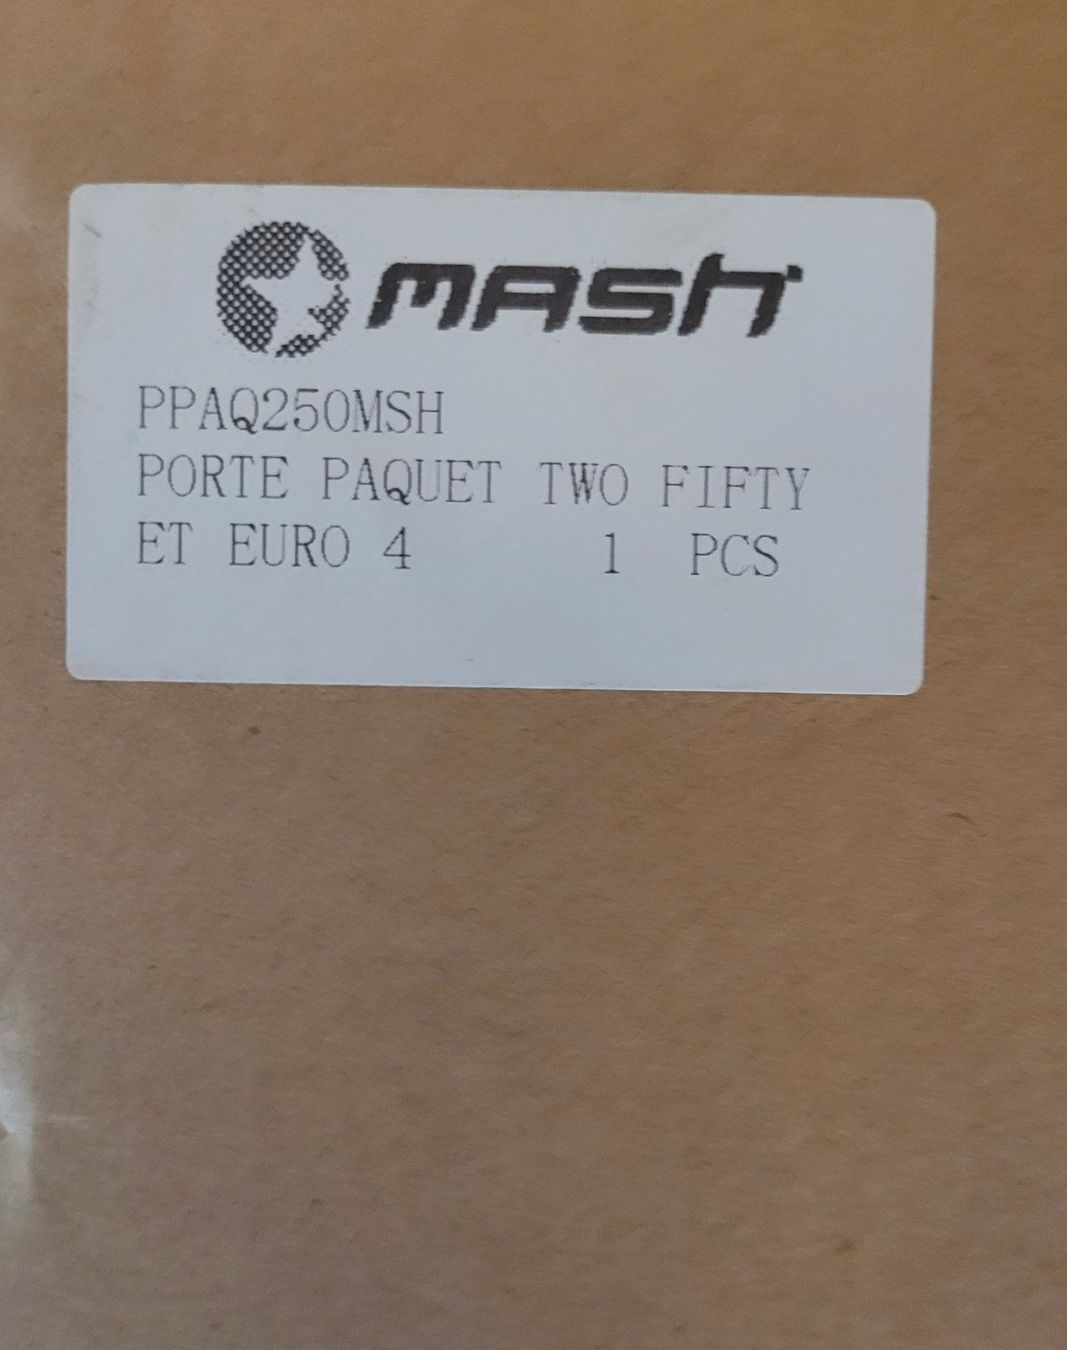 mash
PPAQ250MSH
PORTE PAQUET TWO FIFTY
ET EURO 4 1 PCS